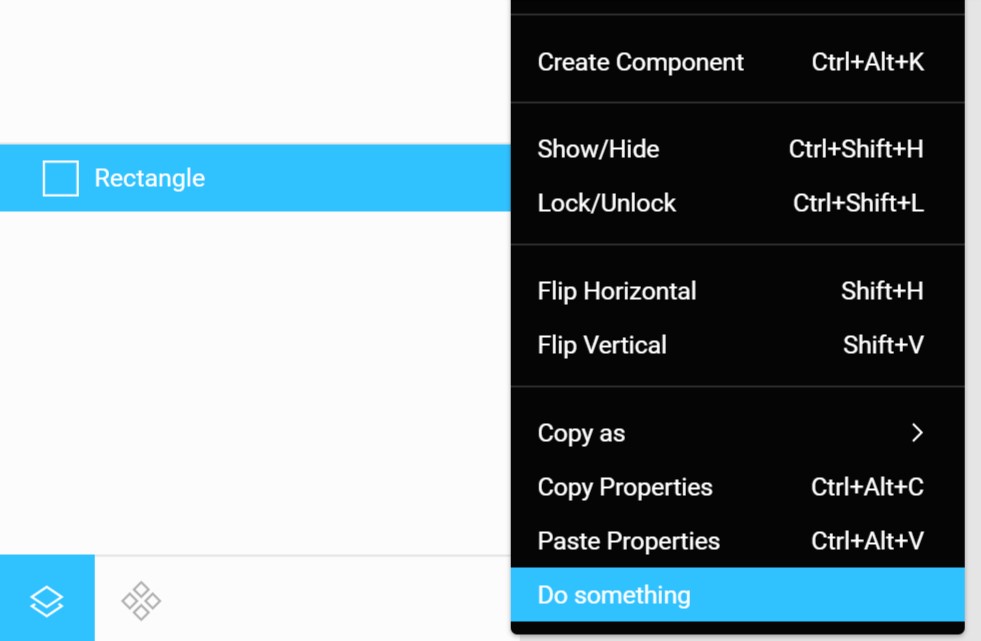 Create Component Ctrl+Alt+K
Rectangle
Show/Hide Ctrl+Shift+H
Lock/Unlock Ctrl+Shift+L
Flip Horizontal Shift+H
Flip Vertical Shift+V
Copy as
Copy Properties Ctrl+Alt+C
Paste Properties Ctrl+Alt+V
Do something